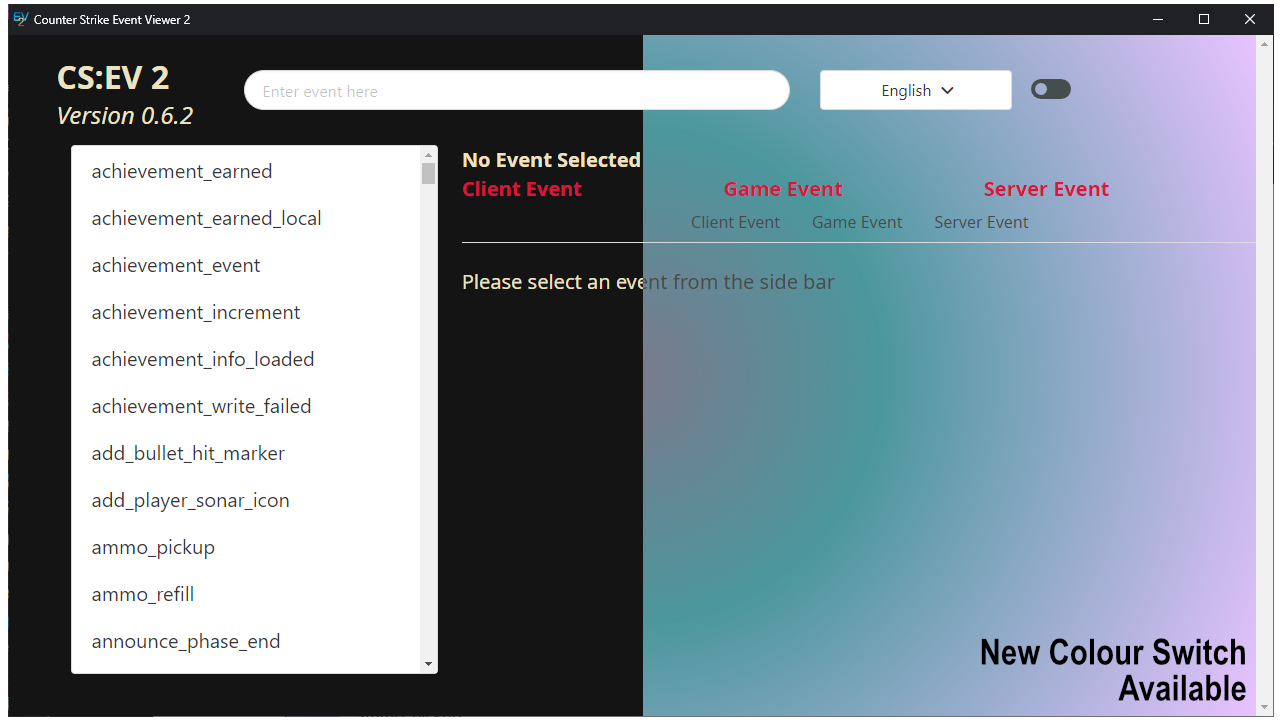 EV 2 Counter Strike Event Viewer 2
CS:EV 2
Version 0.6.2
Enter event here
English
achievement_earned
achievement_earned_local
achievement_event
achievement_increment
achievement_info_loaded
achievement_write_failed
add_bullet_hit_marker
add_player_sonar_icon
ammo_pickup
ammo_refill
announce_phase_end
No Event Selected
Client Event Game Event Server Event
Client Event Game Event Server Event
Please select an event from the side bar
New Colour Switch
Available